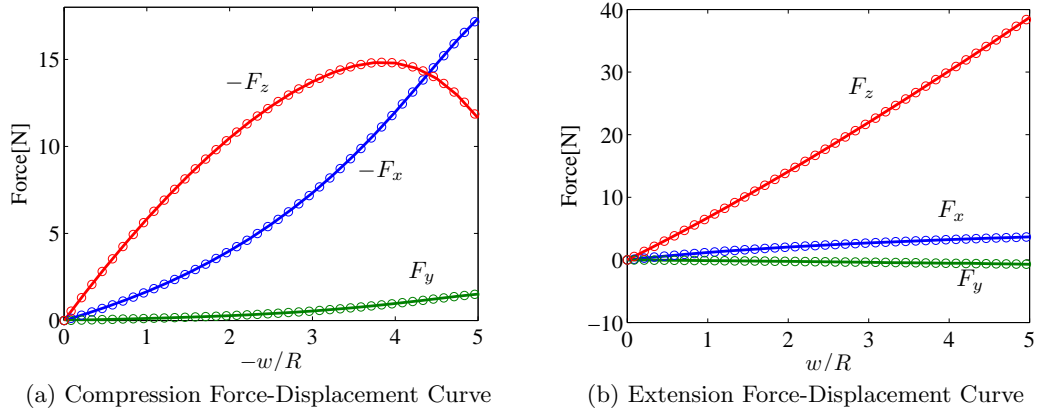 15
10
5
0
Force[N]
−F_z
−F_x
F_y
0 1 2 3 4 5
−w/R
(a) Compression Force-Displacement Curve
40
30
20
10
0
−10
Force[N]
F_z
F_x
F_y
0 1 2 3 4 5
w/R
(b) Extension Force-Displacement Curve